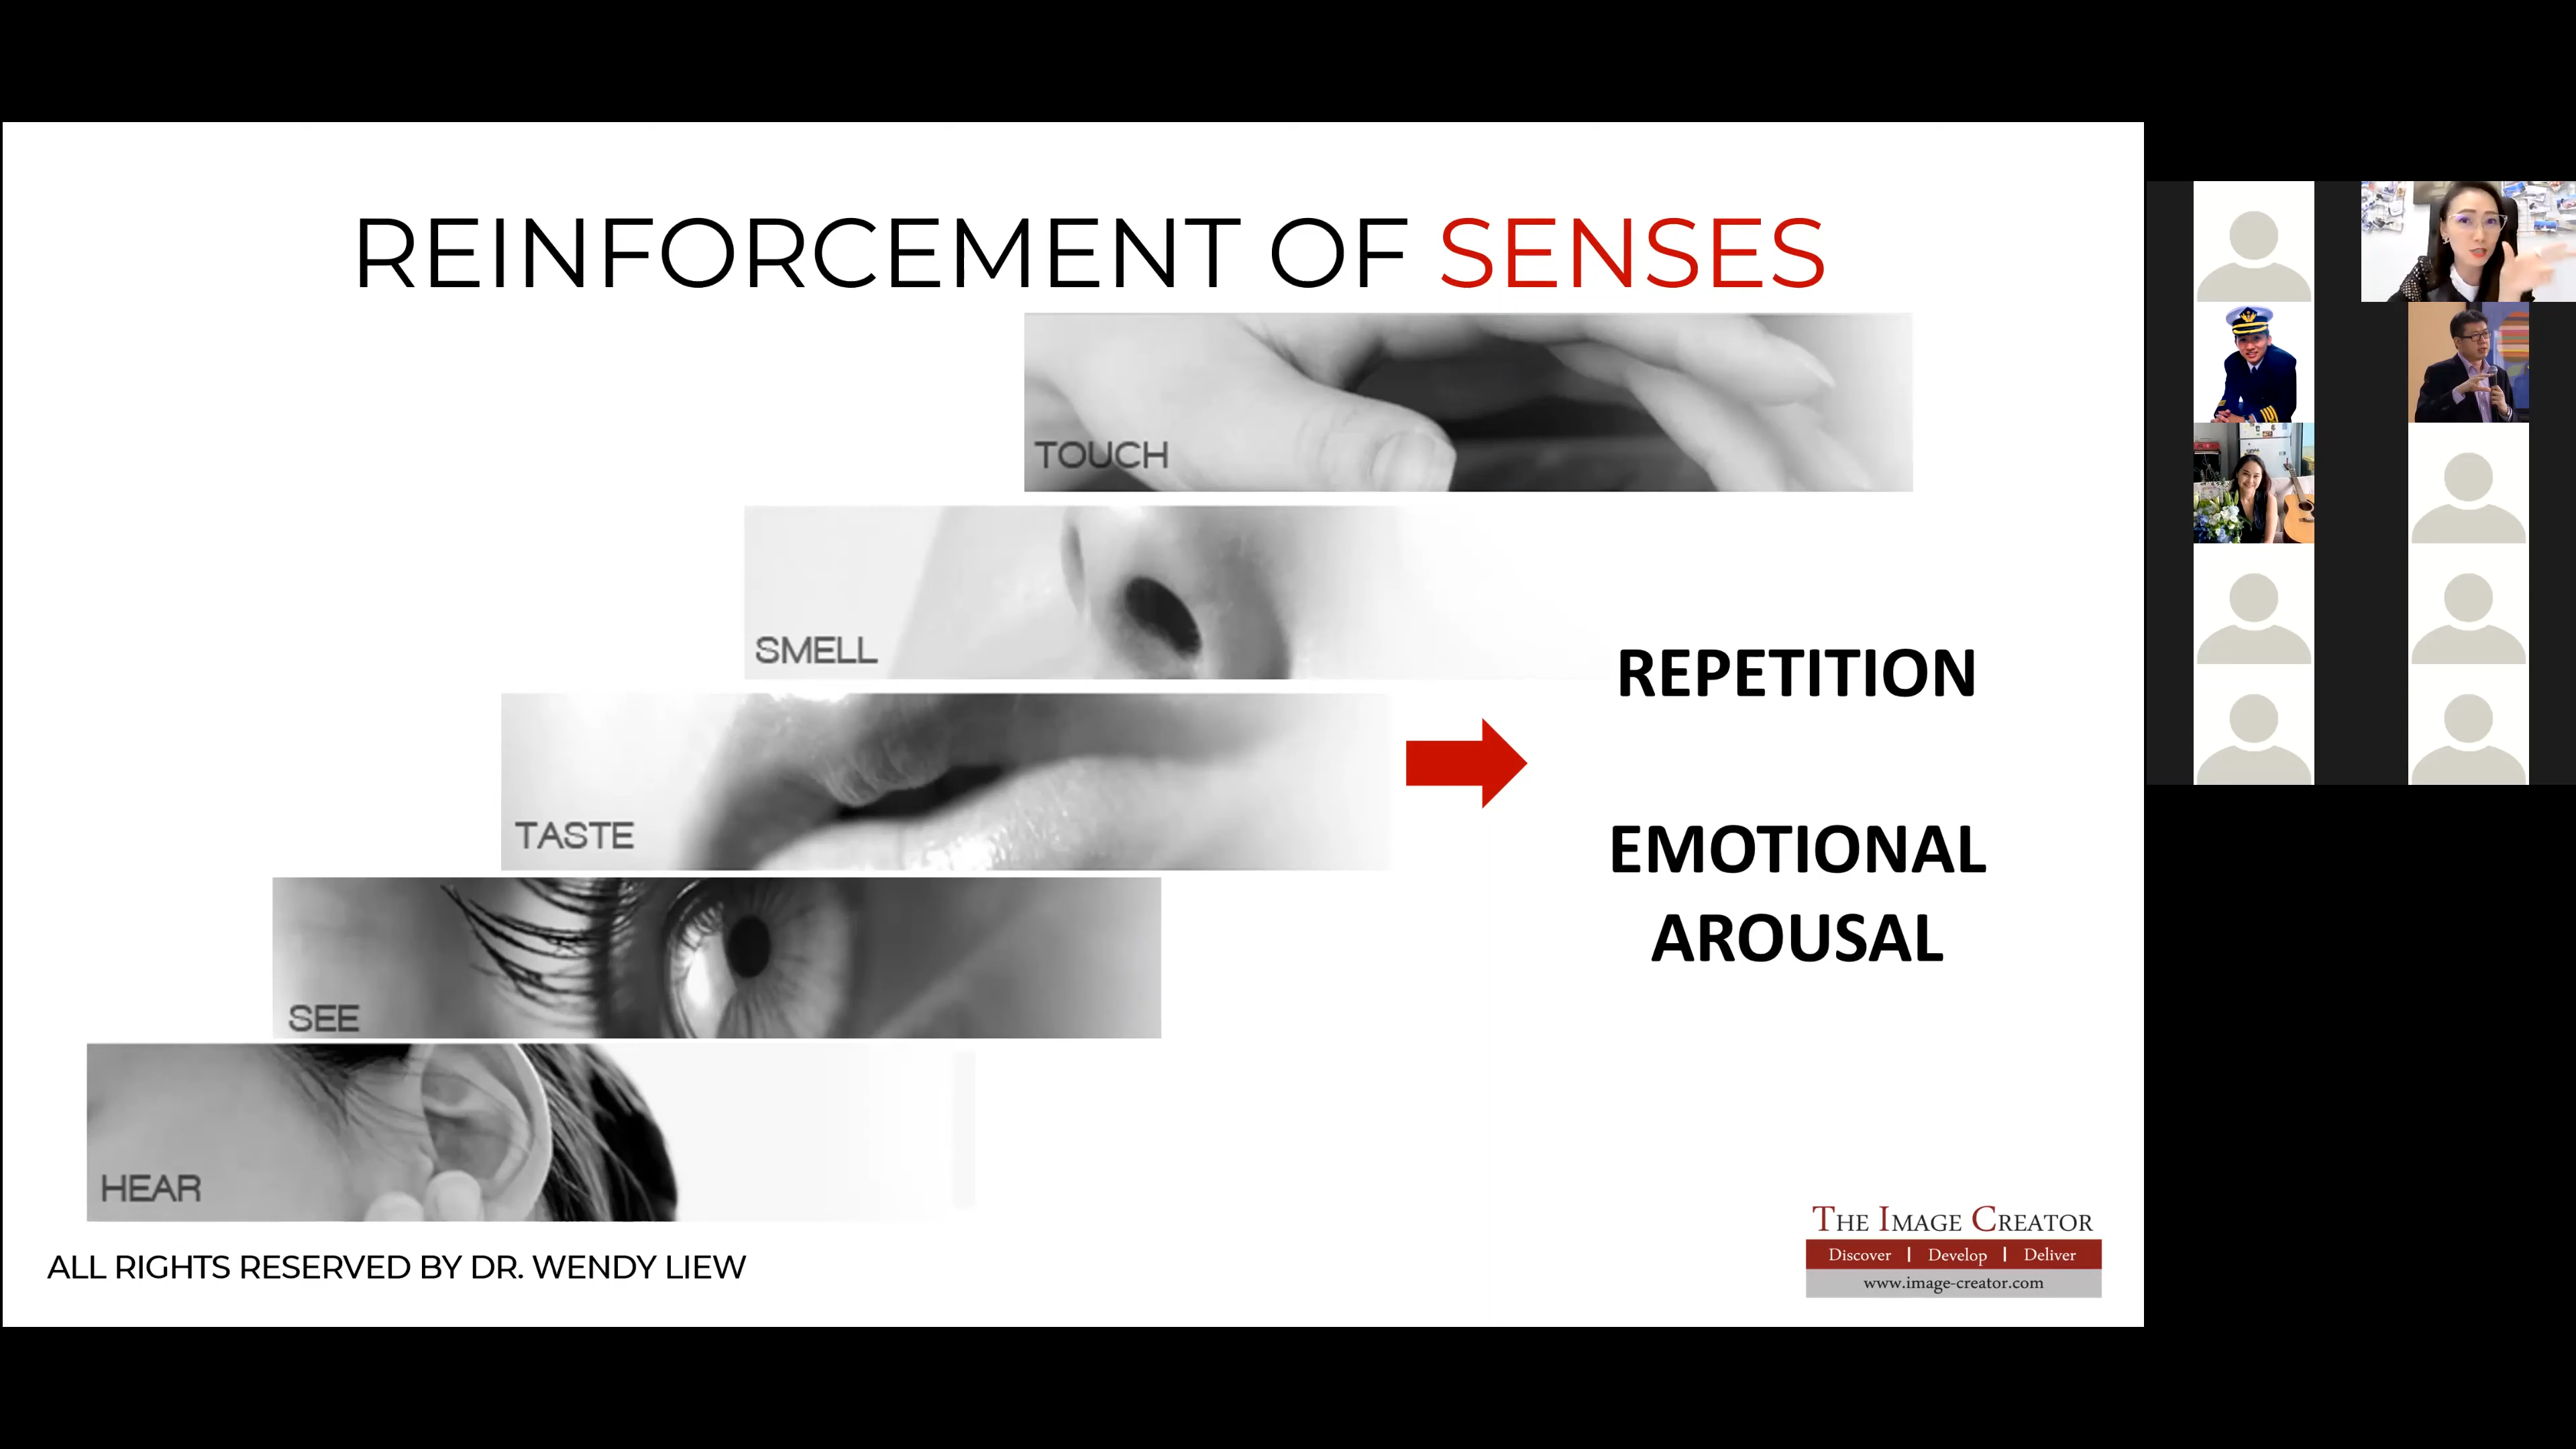 REINFORCEMENT OF SENSES
TOUCH
SMELL
REPETITION
TASTE
EMOTIONAL
AROUSAL
SEE
HEAR
THE IMAGE CREATOR
Discover | Develop | Deliver
www.image-creator.com
ALL RIGHTS RESERVED BY DR. WENDY LIEW